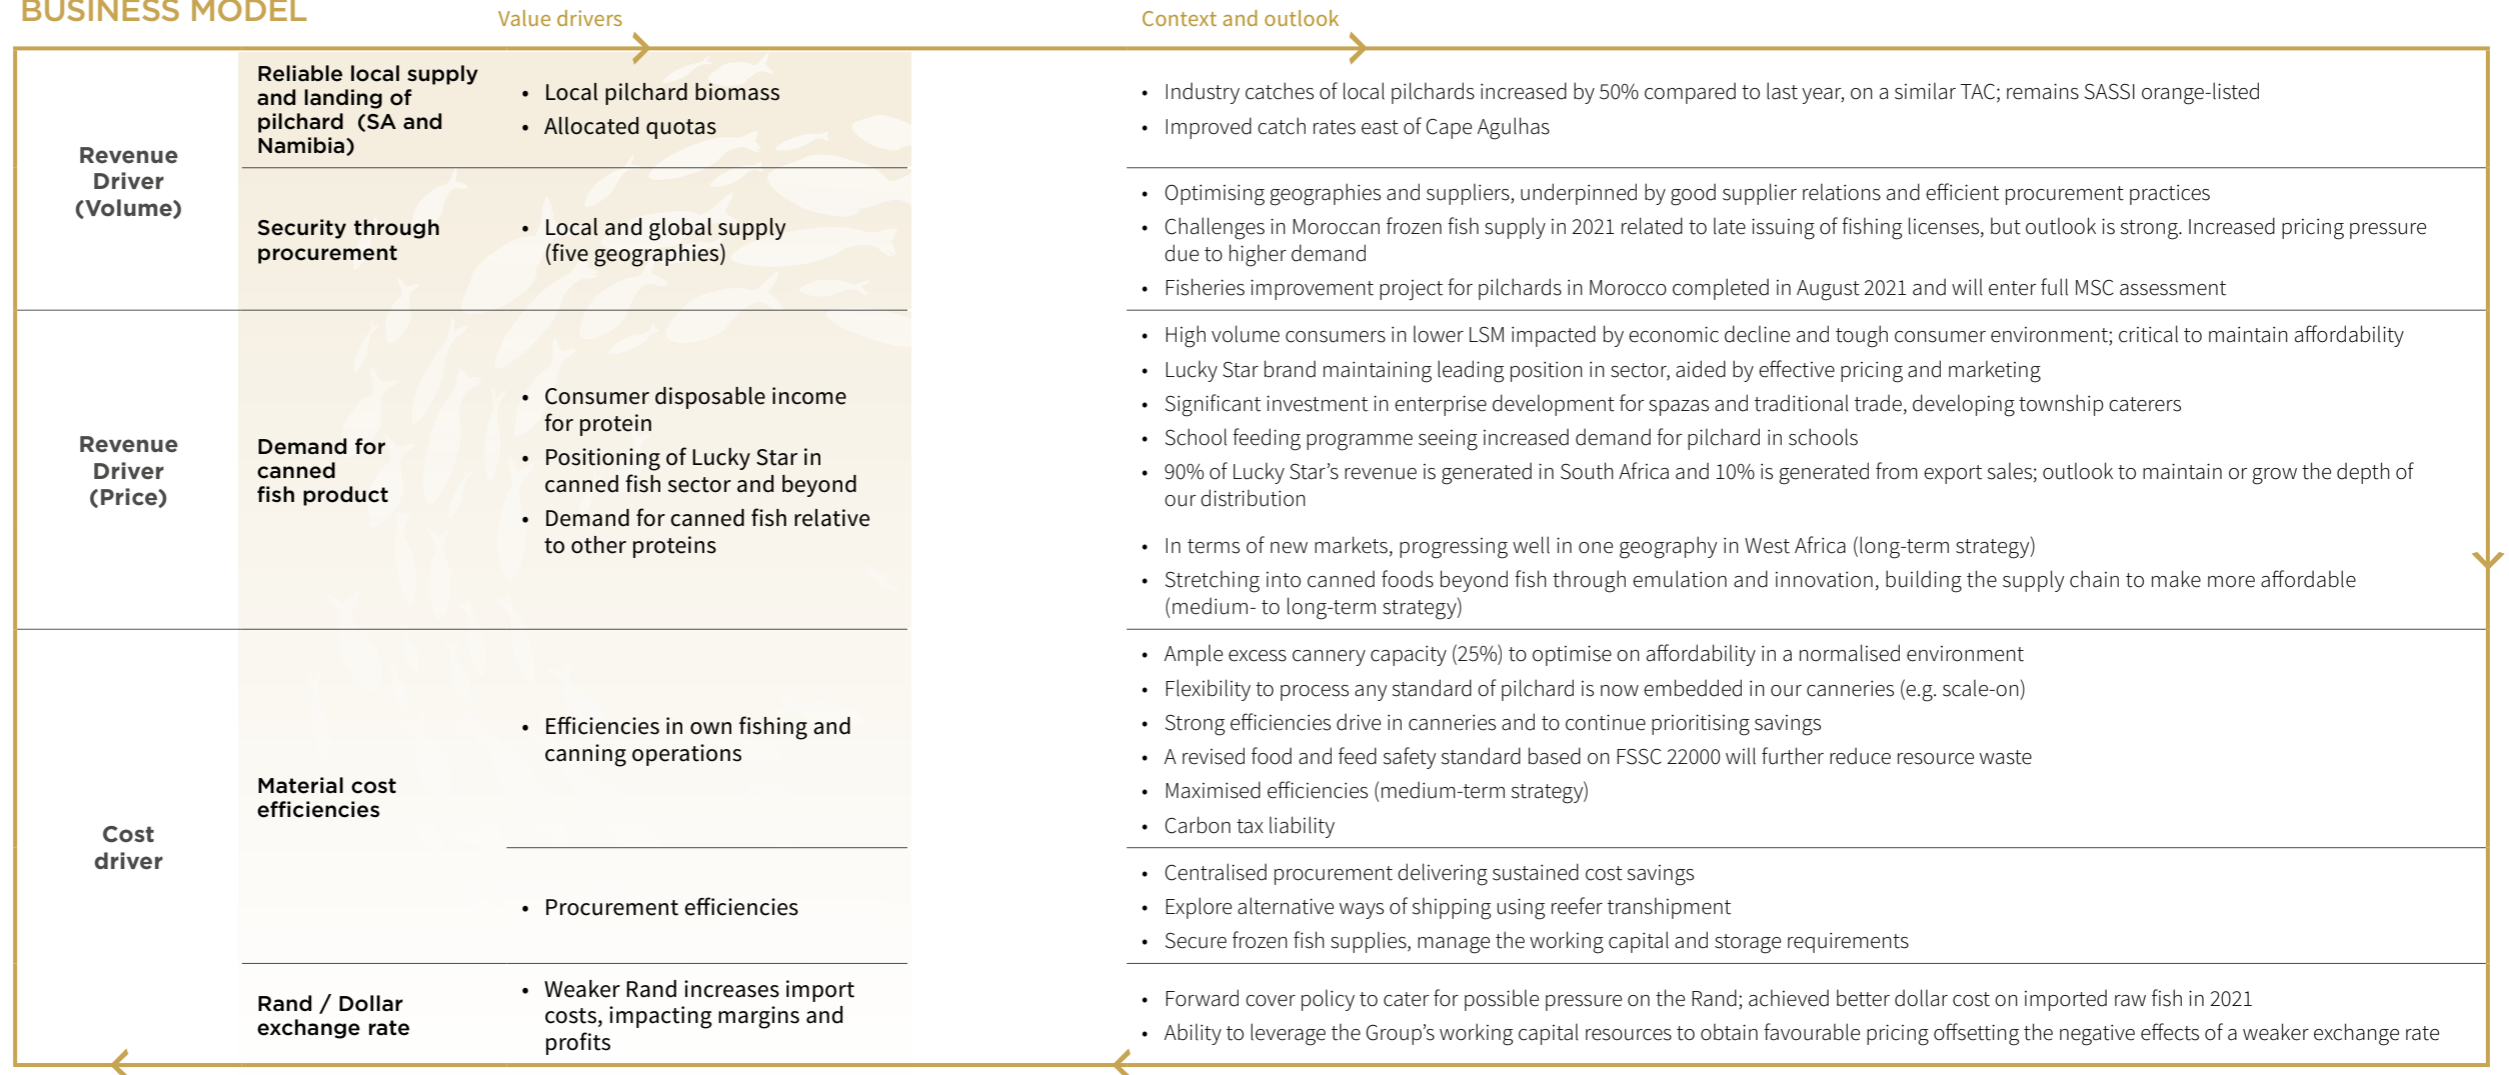 BUSINESS MODEL
Value drivers
Context and outlook
Revenue
Driver
(Volume)
Reliable local supply
and landing of
pilchard (SA and
Namibia)
• Local pilchard biomass
• Allocated quotas
• Industry catches of local pilchards increased by 50% compared to last year, on a similar TAC; remains SASSI orange-listed
• Improved catch rates east of Cape Agulhas
Security through
procurement
• Local and global supply
(five geographies)
• Optimising geographies and suppliers, underpinned by good supplier relations and efficient procurement practices
• Challenges in Moroccan frozen fish supply in 2021 related to late issuing of fishing licenses, but outlook is strong. Increased pricing pressure
due to higher demand
• Fisheries improvement project for pilchards in Morocco completed in August 2021 and will enter full MSC assessment
Revenue
Driver
(Price)
Demand for
canned
fish product
• Consumer disposable income
for protein
• Positioning of Lucky Star in
canned fish sector and beyond
• Demand for canned fish relative
to other proteins
• High volume consumers in lower LSM impacted by economic decline and tough consumer environment; critical to maintain affordability
• Lucky Star brand maintaining leading position in sector, aided by effective pricing and marketing
• Significant investment in enterprise development for spazas and traditional trade, developing township caterers
• School feeding programme seeing increased demand for pilchard in schools
• 90% of Lucky Star’s revenue is generated in South Africa and 10% is generated from export sales; outlook to maintain or grow the depth of
our distribution
• In terms of new markets, progressing well in one geography in West Africa (long-term strategy)
• Stretching into canned foods beyond fish through emulation and innovation, building the supply chain to make more affordable
(medium- to long-term strategy)
Cost
driver
Material cost
efficiencies
• Efficiencies in own fishing and
canning operations
• Ample excess cannery capacity (25%) to optimise on affordability in a normalised environment
• Flexibility to process any standard of pilchard is now embedded in our canneries (e.g. scale-on)
• Strong efficiencies drive in canneries and to continue prioritising savings
• A revised food and feed safety standard based on FSSC 22000 will further reduce resource waste
• Maximised efficiencies (medium-term strategy)
• Carbon tax liability
• Procurement efficiencies
• Centralised procurement delivering sustained cost savings
• Explore alternative ways of shipping using reefer transhipment
• Secure frozen fish supplies, manage the working capital and storage requirements
Rand / Dollar
exchange rate
• Weaker Rand increases import
costs, impacting margins and
profits
• Forward cover policy to cater for possible pressure on the Rand; achieved better dollar cost on imported raw fish in 2021
• Ability to leverage the Group’s working capital resources to obtain favourable pricing offsetting the negative effects of a weaker exchange rate